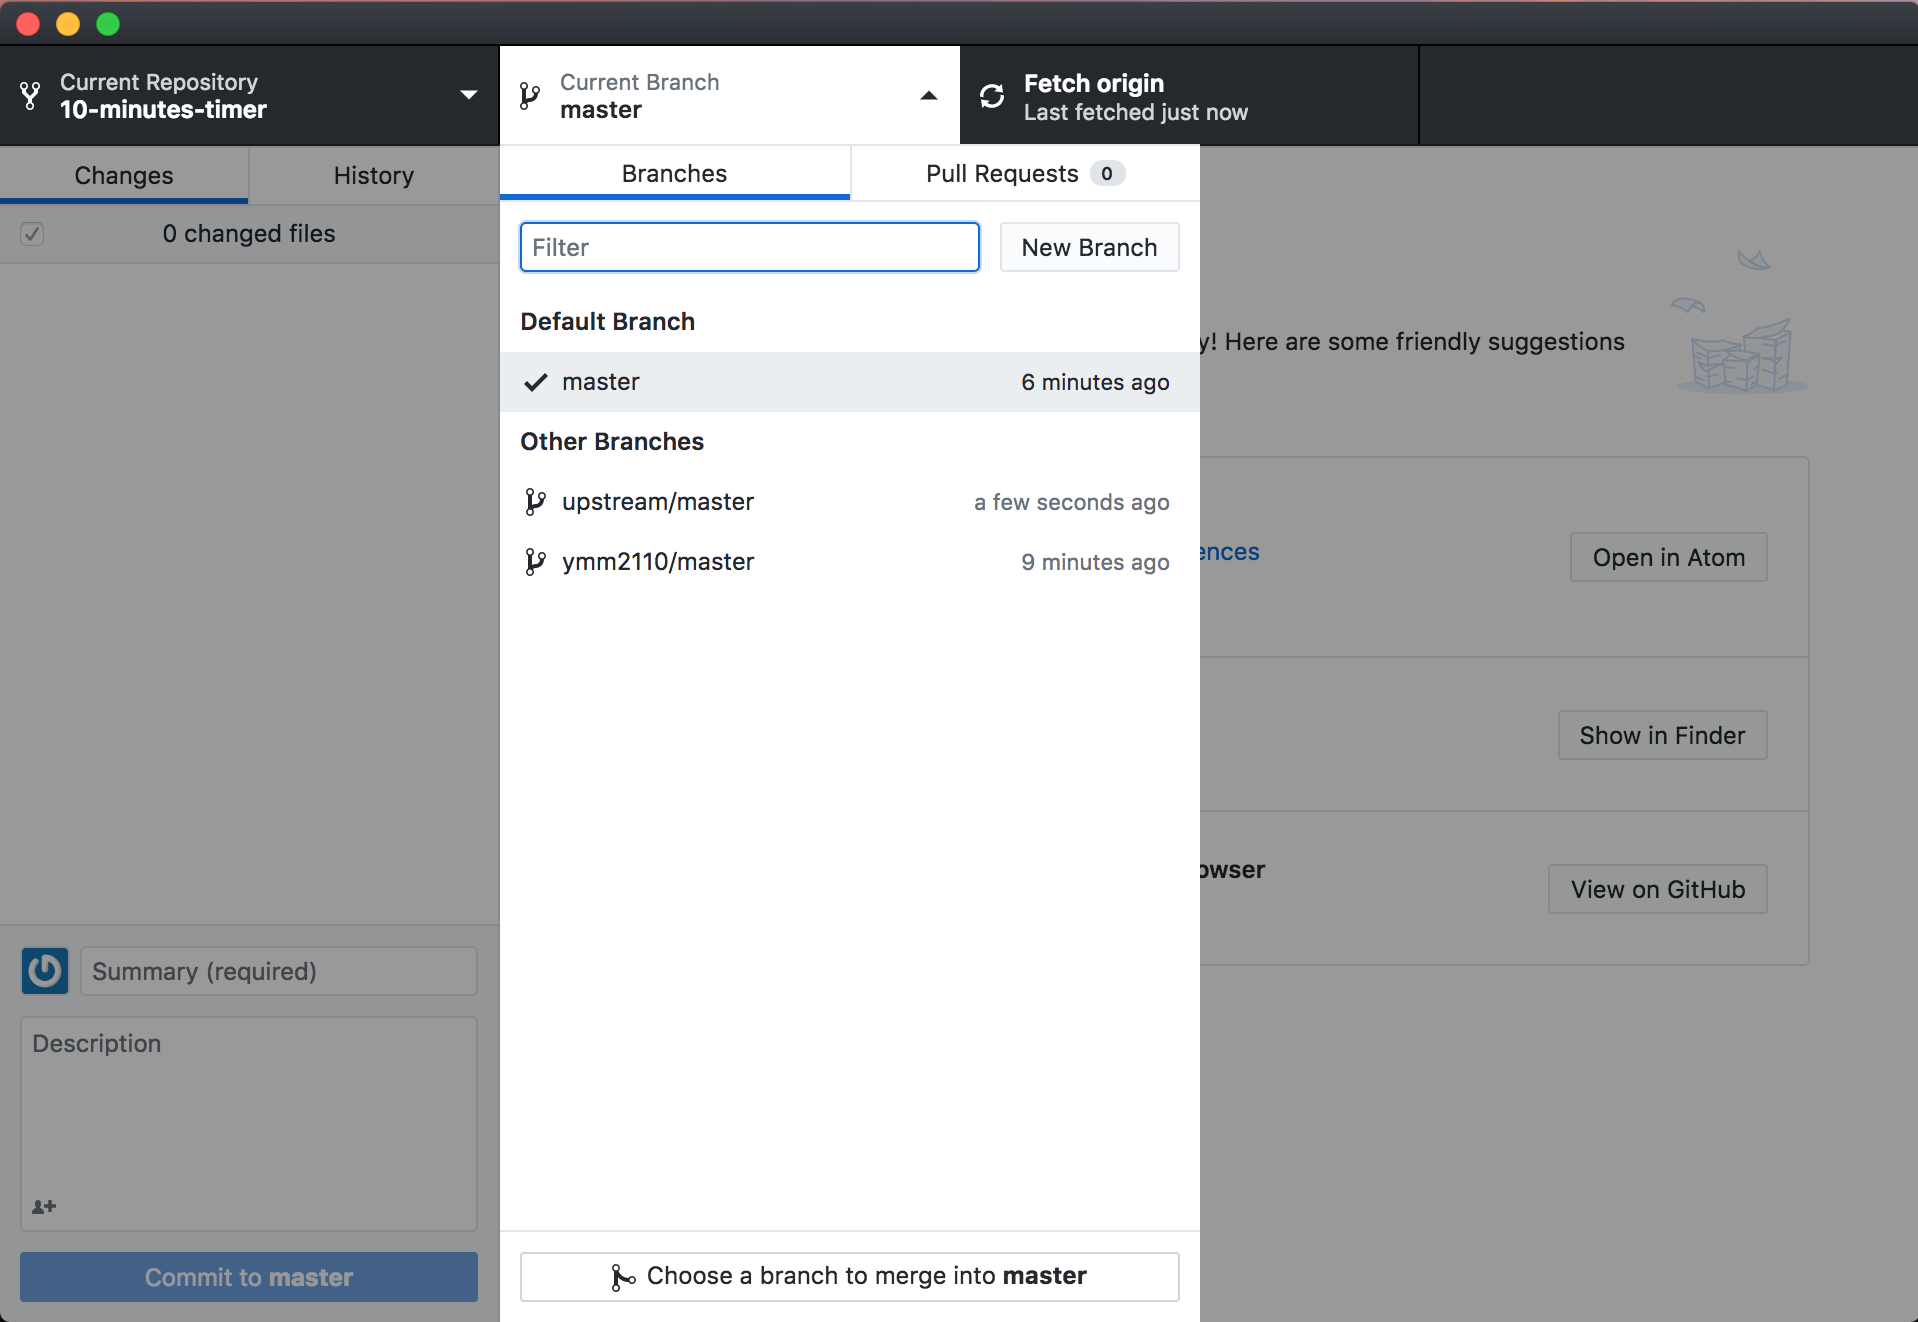 Current Repository
10-minutes-timer
Current Branch
master
Fetch origin
Last fetched just now
Changes
History
Branches
Pull Requests 0
0 changed files
Filter
New Branch
Default Branch
y! Here are some friendly suggestions
master
6 minutes ago
Other Branches
upstream/master
a few seconds ago
ymm2110/master
9 minutes ago
ences
Open in Atom
Show in Finder
owser
View on GitHub
Summary (required)
Description
Commit to master
Choose a branch to merge into master